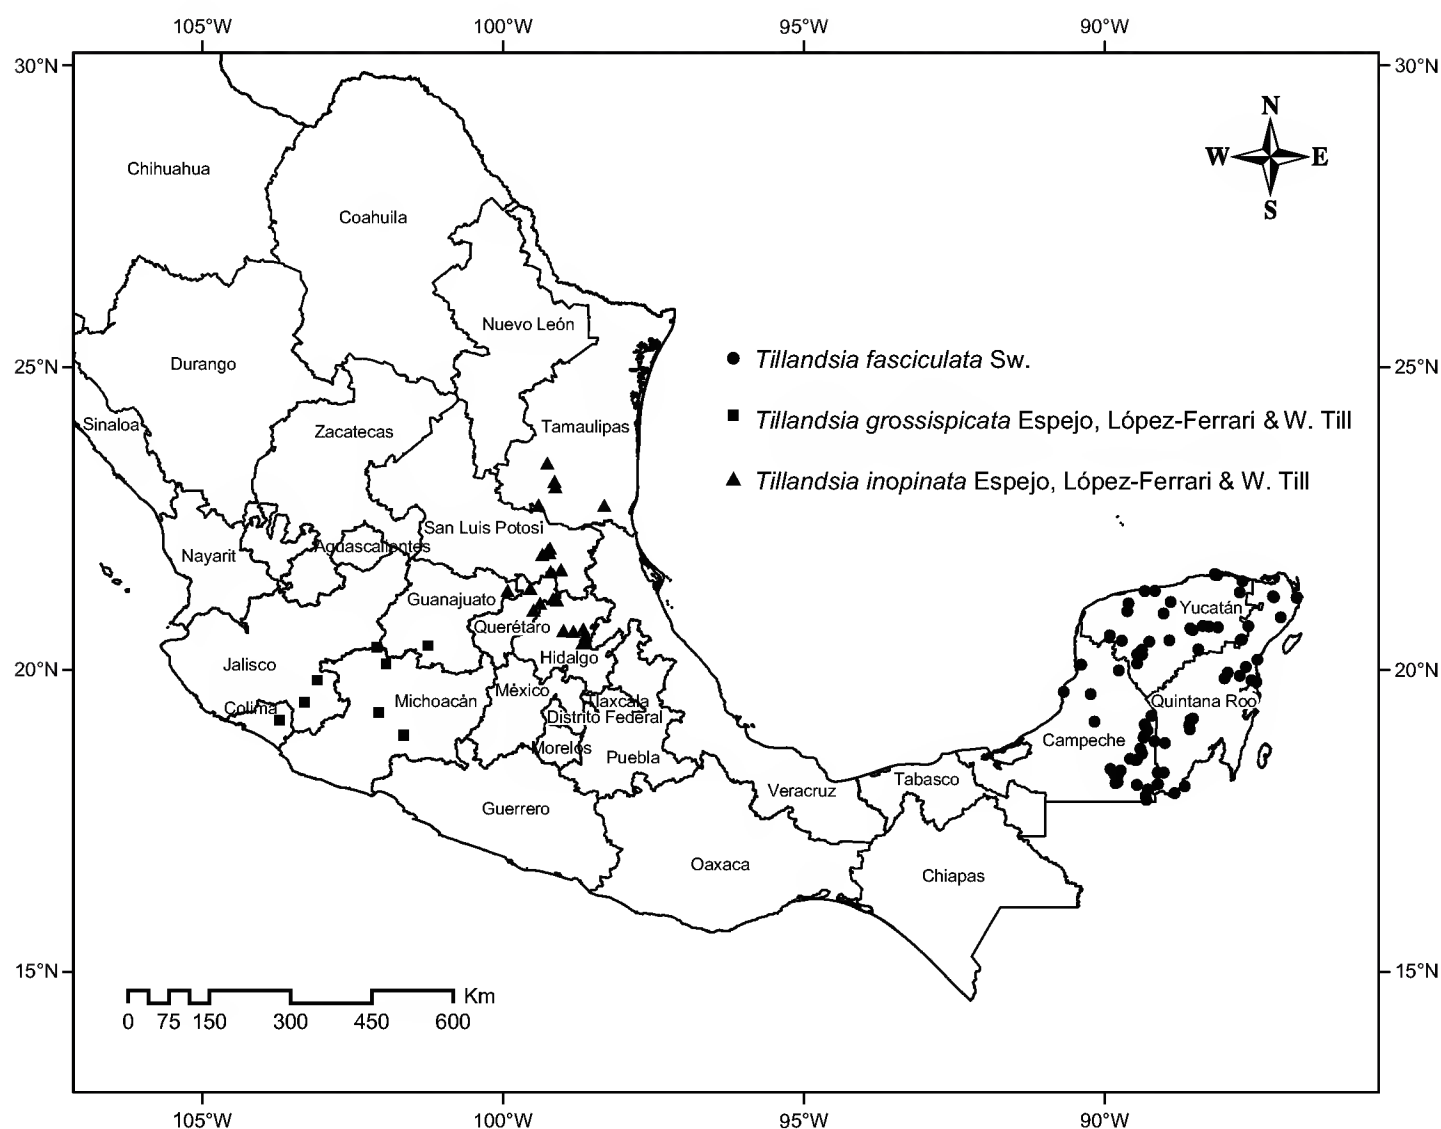 105°W 100°W 95°W 90°W
30°N 30°N
N
W E
S
Chihuahua
Coahuila
Nuevo León
Durango
25°N 25°N
Tillandsia fasciculata Sw.
Sinaloa
Zacatecas
Tamaulipas
Tillandsia grossispicata Espejo, López-Ferrari & W. Till
Tillandsia inopinata Espejo, López-Ferrari & W. Till
San Luis Potosí
Nayarit
Aguascalientes
Guanajuato
Yucatán
Querétaro
Jalisco
Hidalgo
20°N 20°N
México
Michoacán
Tlaxcala
Quintana Roo
Colima
Distrito Federal
Campeche
Morelos
Puebla
Tabasco
Veracruz
Guerrero
Oaxaca
Chiapas
15°N 15°N
Km
0 75 150 300 450 600
105°W 100°W 95°W 90°W